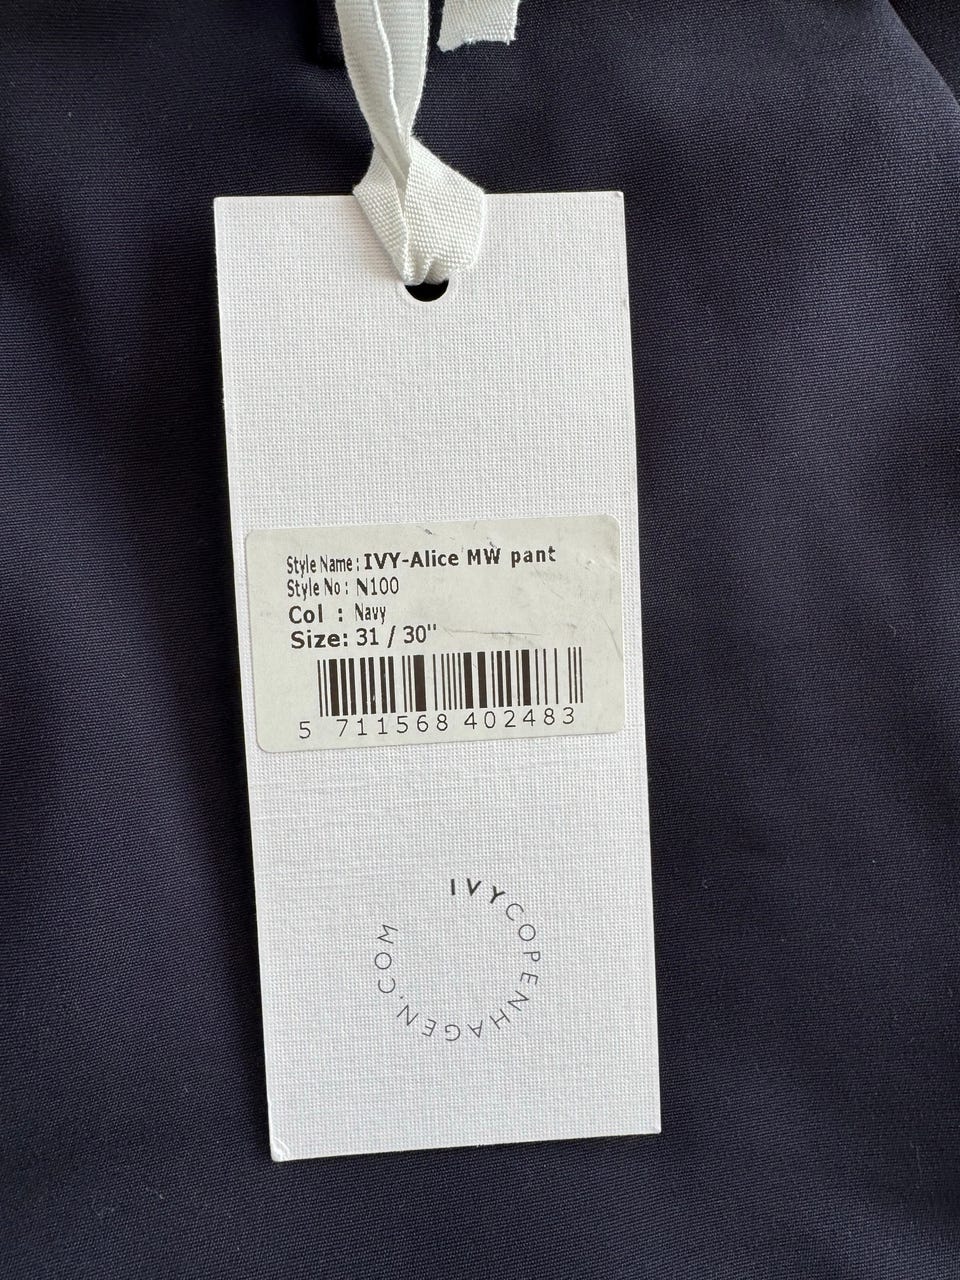 Style Name : IVY-Alice MW pant
Style No : N100
Col : Navy
Size: 31 / 30"
5 711568 402483
IVYCOPENHAGEN.COM